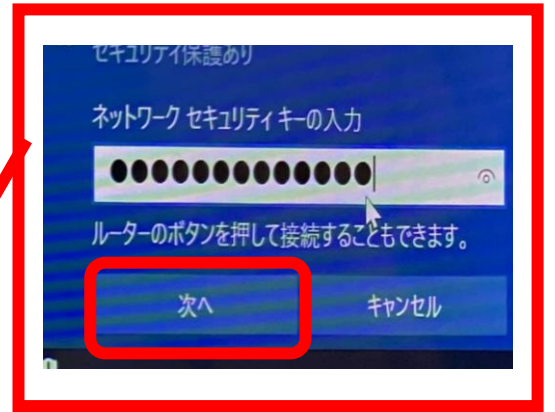 セキュリティ保護あり
ネットワーク セキュリティ キーの入力
●●●●●●●●●●●●●
ルーターのボタンを押して接続することもできます。
次へ
キャンセル